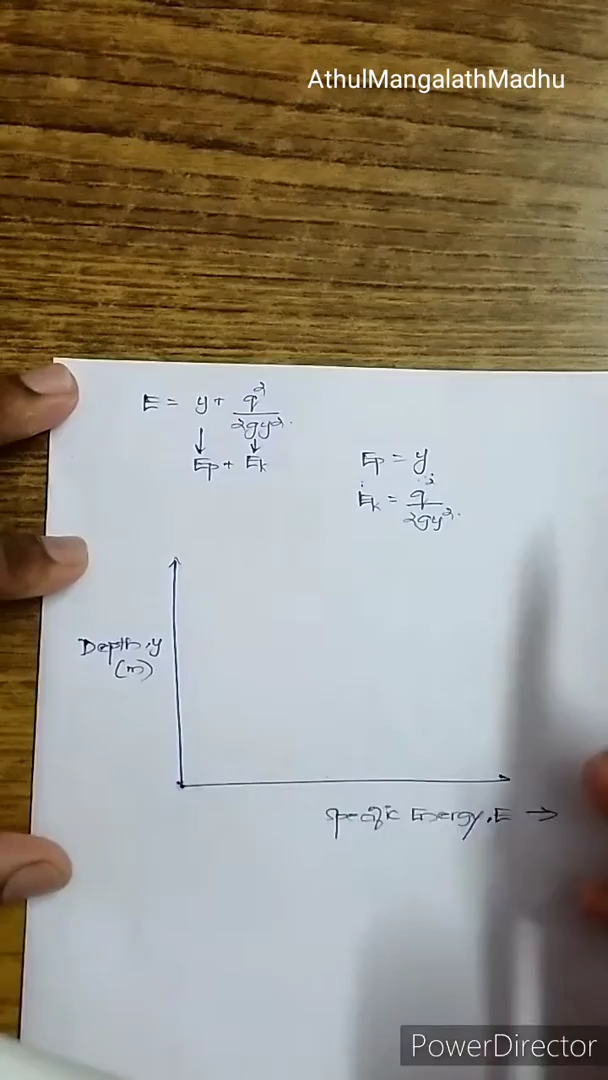 AthulMangalathMadhu
E = y + q²/2gy²
↓ ↓
Ep + Ek
Ep = y
Ek = q²/2gy²
Depth, y
(m)
Specific Energy, E →
PowerDirector